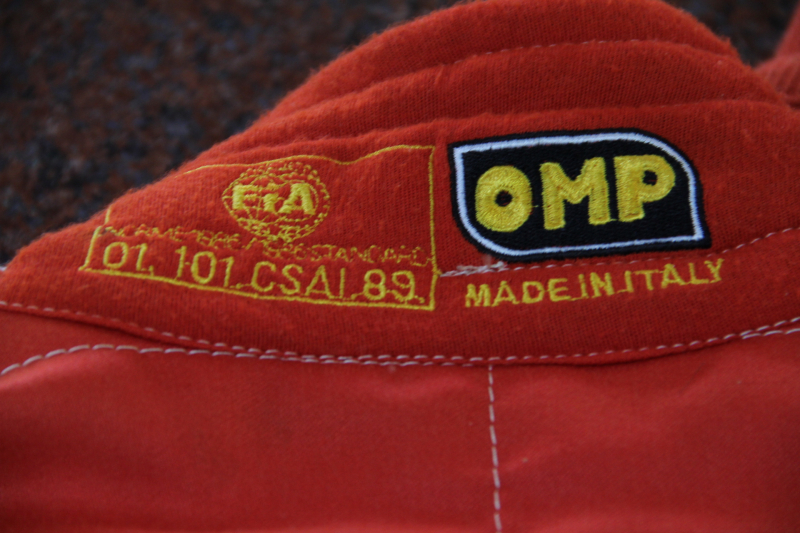 FIA
01. 101 CSAI.89.
OMP
MADE IN ITALY